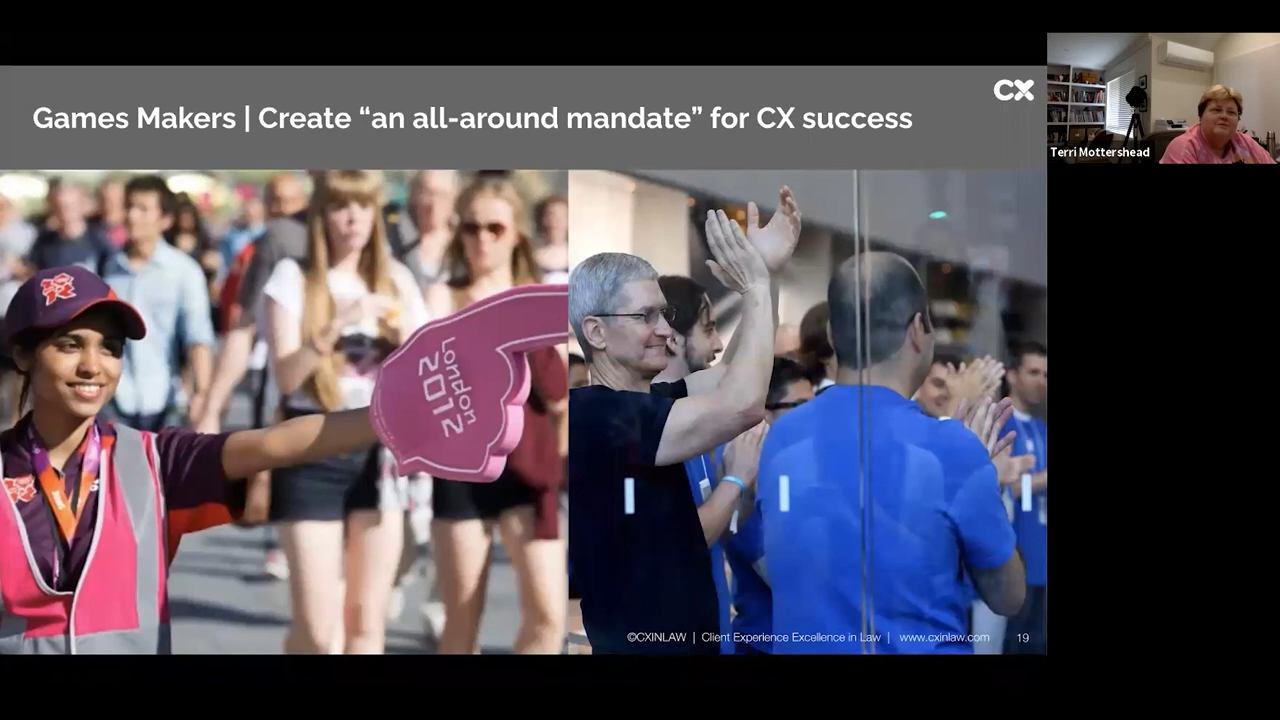 Games Makers | Create “an all-around mandate” for CX success
CX
Terri Mottershead
London
2012
©CXINLAW | Client Experience Excellence in Law | www.cxinlaw.com 19